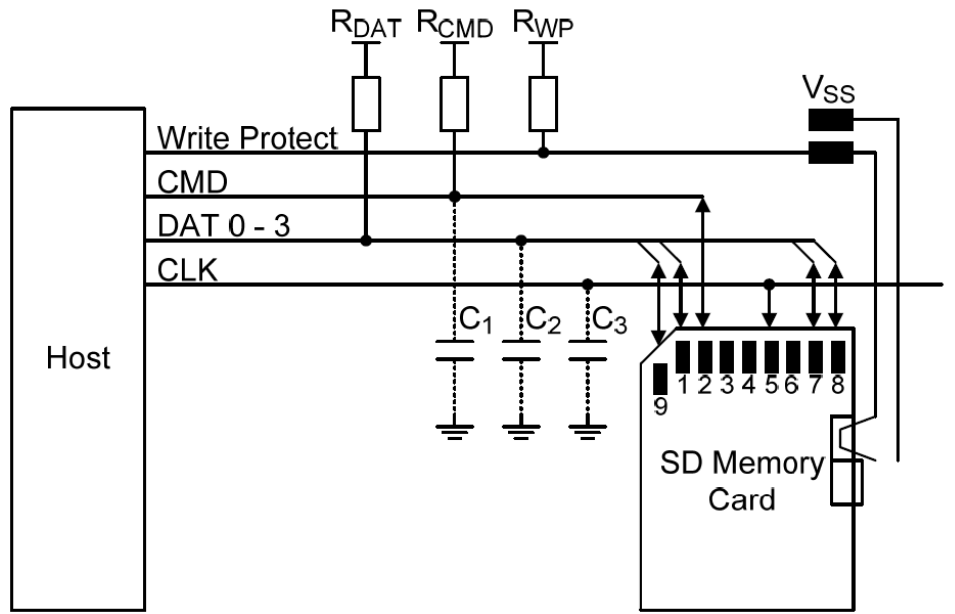 RDAT RCMD RWP
VSS
Write Protect
CMD
DAT 0 - 3
CLK
C1 C2 C3
Host
1 2 3 4 5 6 7 8
9
SD Memory
Card